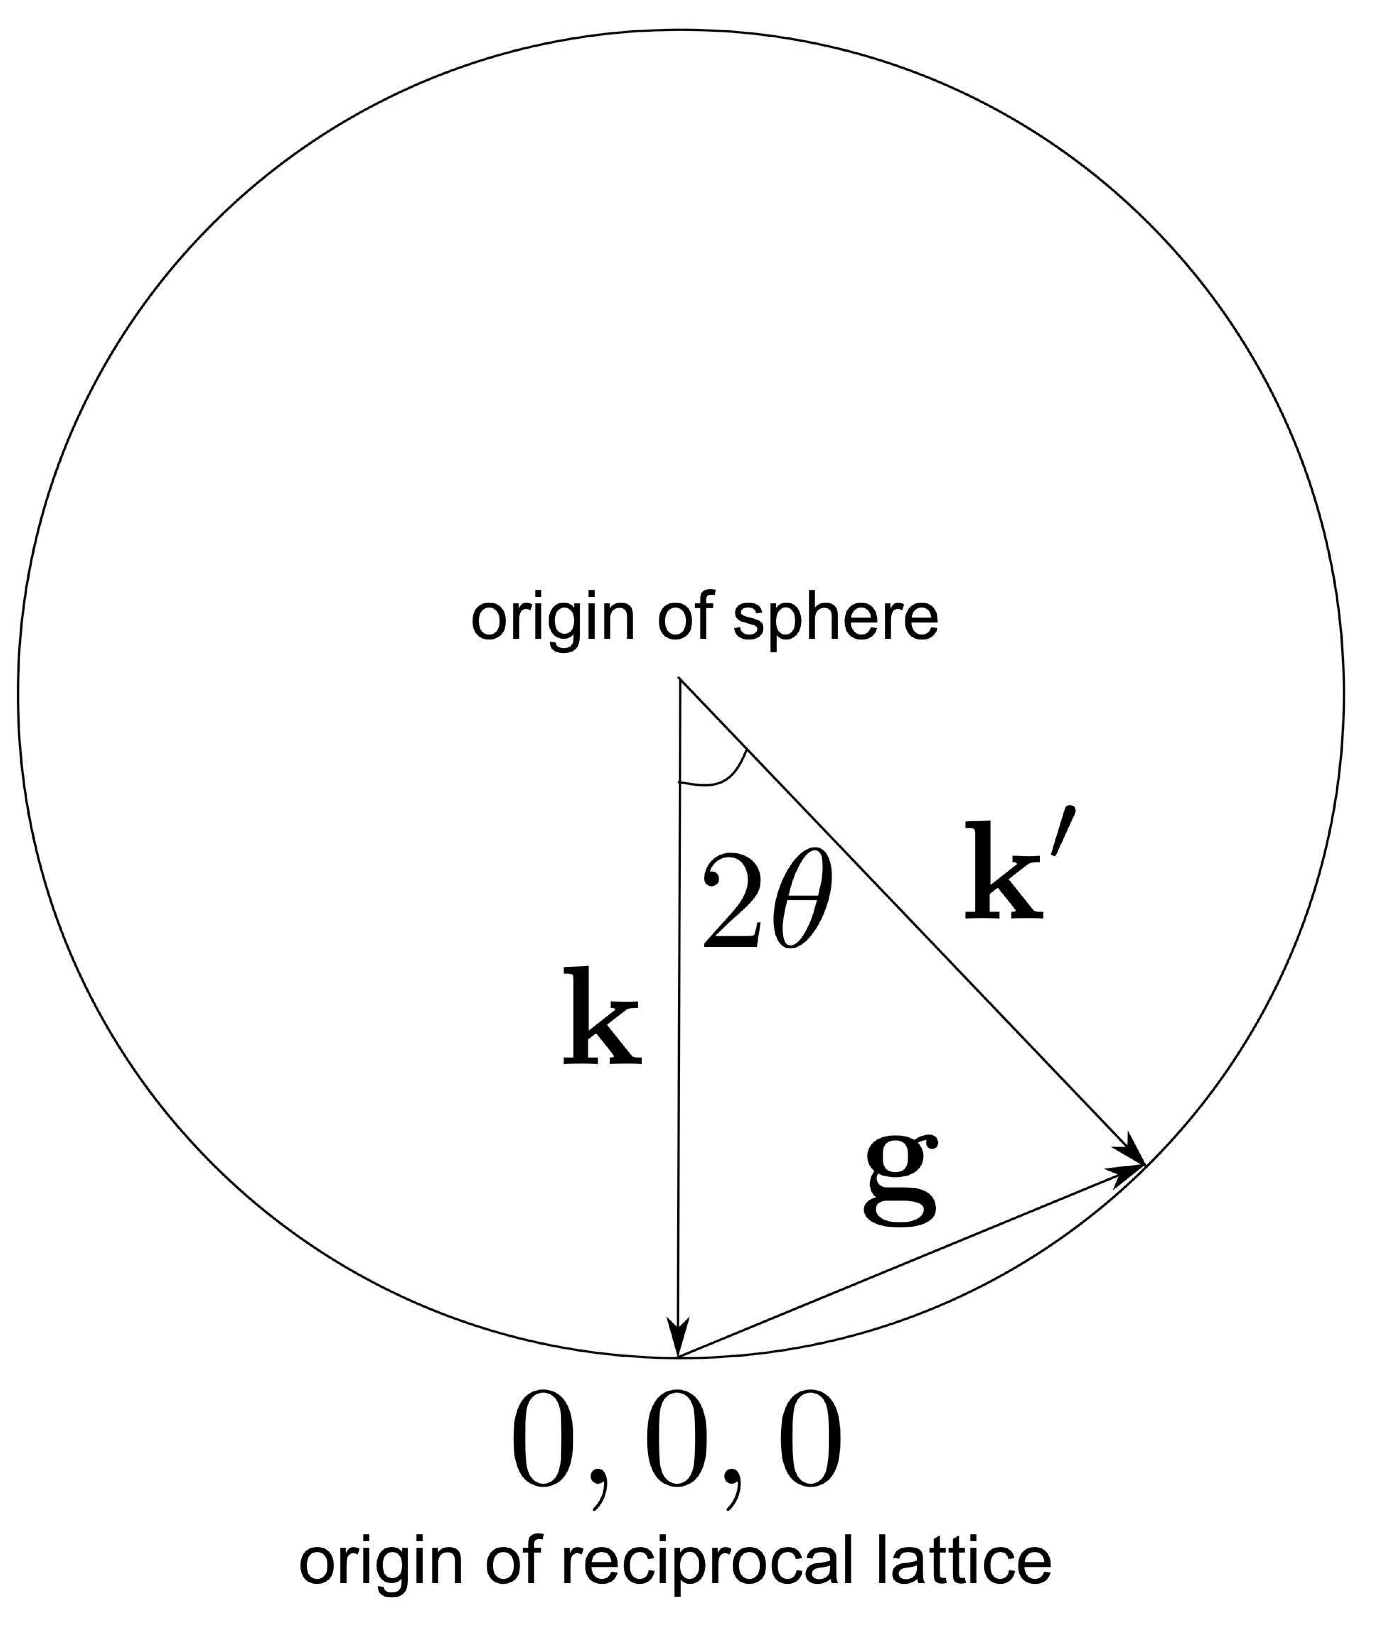 origin of sphere
k′
2θ
k
g
0, 0, 0
origin of reciprocal lattice